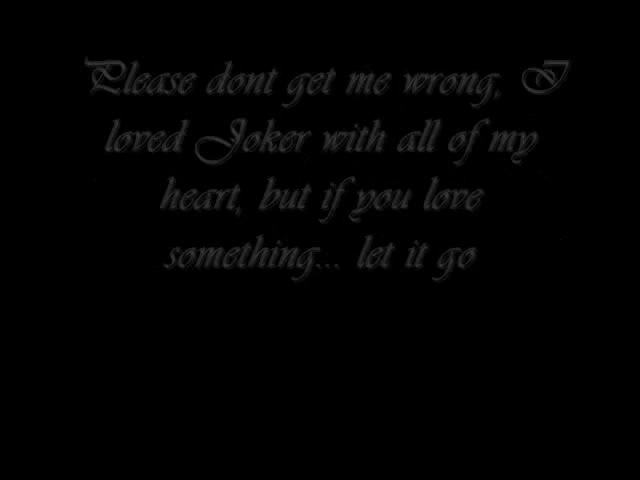 Please dont get me wrong, I
loved Joker with all of my
heart, but if you love
something... let it go